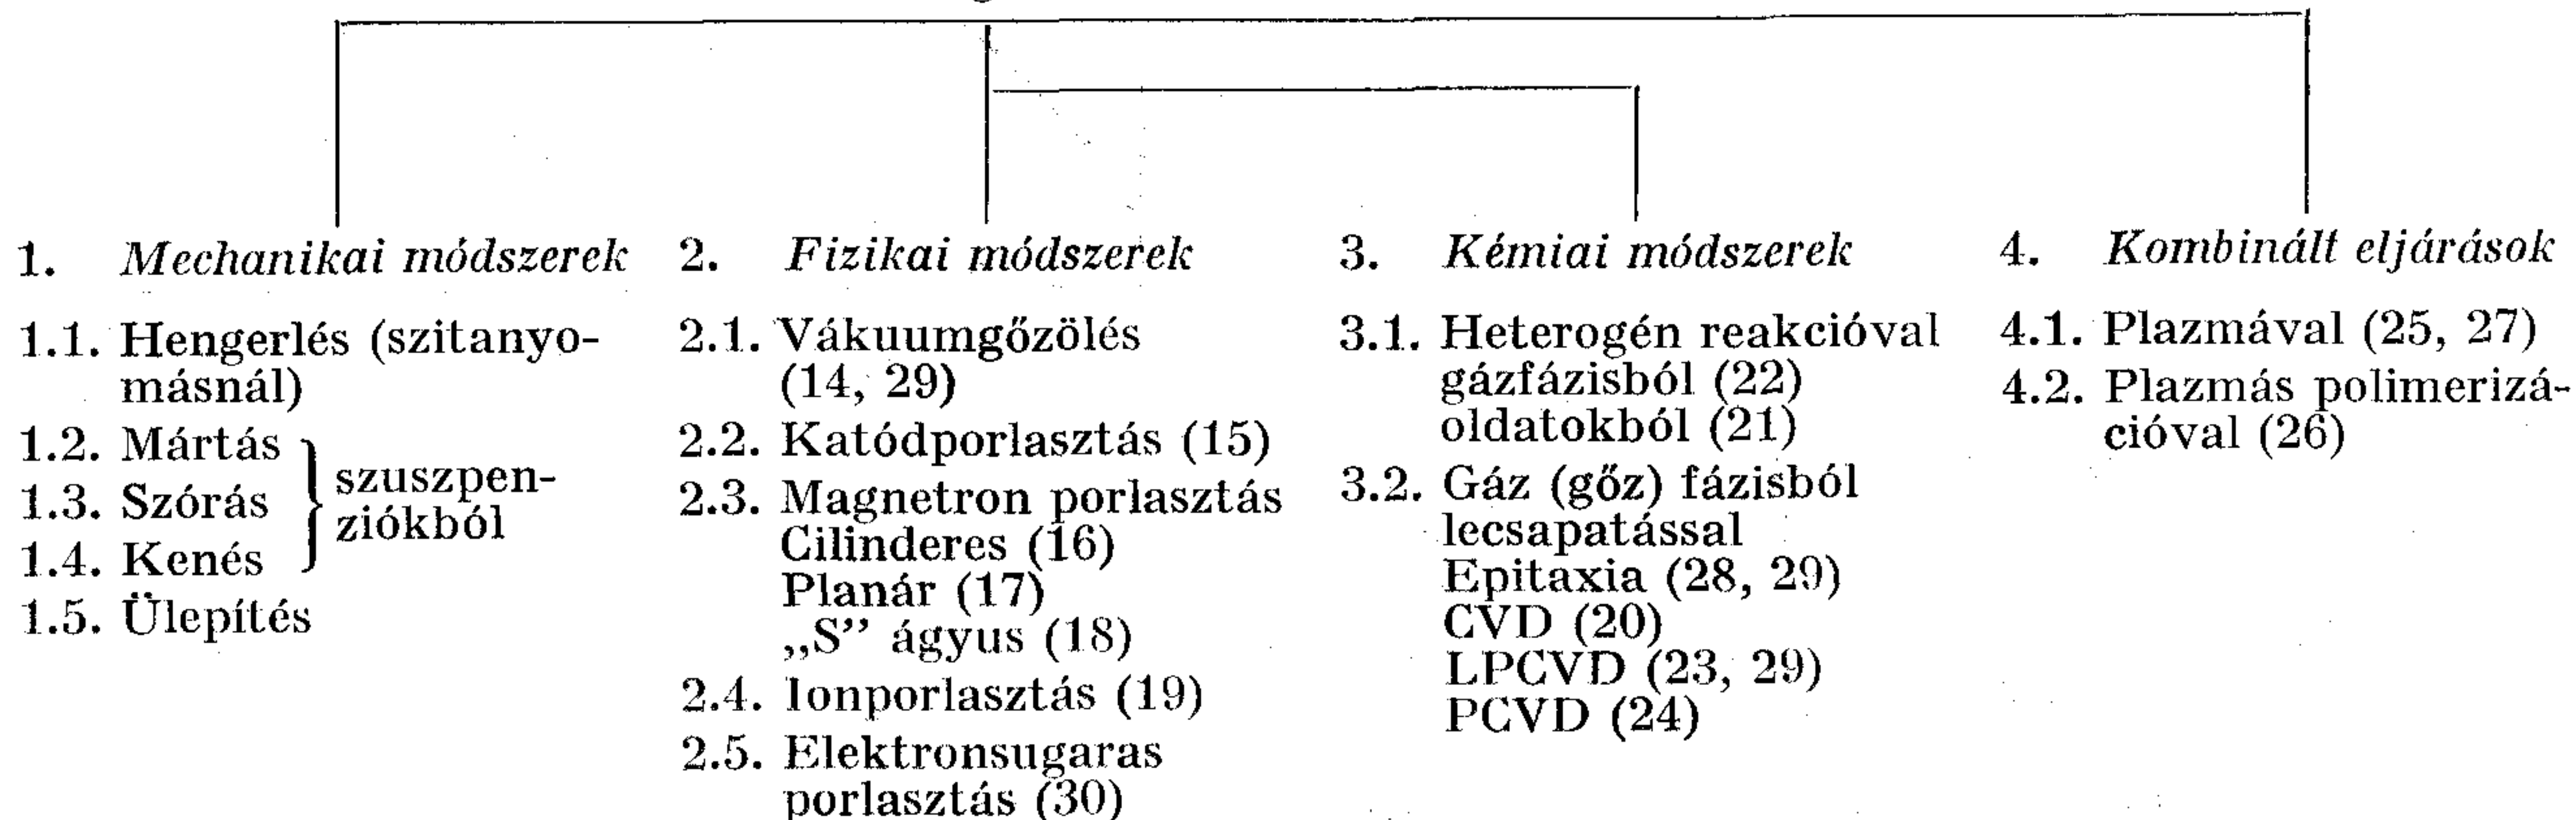 1. Mechanikai módszerek
1.1. Hengerlés (szitanyo-
másnál)
1.2. Mártás
1.3. Szórás
1.4. Kenés
szuszpen-
ziókból
1.5. Ülepítés
2. Fizikai módszerek
2.1. Vákuumgőzölés
(14, 29)
2.2. Katódporlasztás (15)
2.3. Magnetron porlasztás
Cilinderes (16)
Planár (17)
„S” ágyus (18)
2.4. Ionporlasztás (19)
2.5. Elektronsugaras
porlasztás (30)
3. Kémiai módszerek
3.1. Heterogén reakcióval
gázfázisból (22)
oldatokból (21)
3.2. Gáz (gőz) fázisból
lecsapatással
Epitaxia (28, 29)
CVD (20)
LPCVD (23, 29)
PCVD (24)
4. Kombinált eljárások
4.1. Plazmával (25, 27)
4.2. Plazmás polimerizá-
cióval (26)